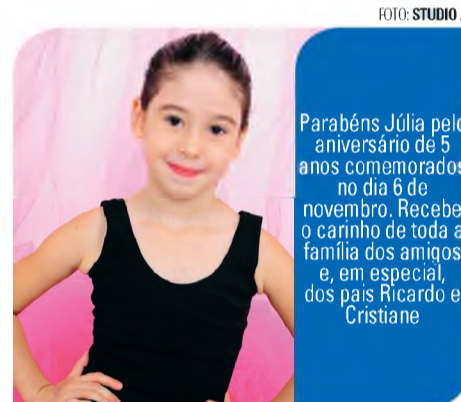 FOTO: STUDIO
Parabéns Júlia pelo
aniversário de 5
anos comemorados
no dia 6 de
novembro. Recebe
o carinho de toda a
família dos amigos
e, em especial,
dos pais Ricardo e
Cristiane